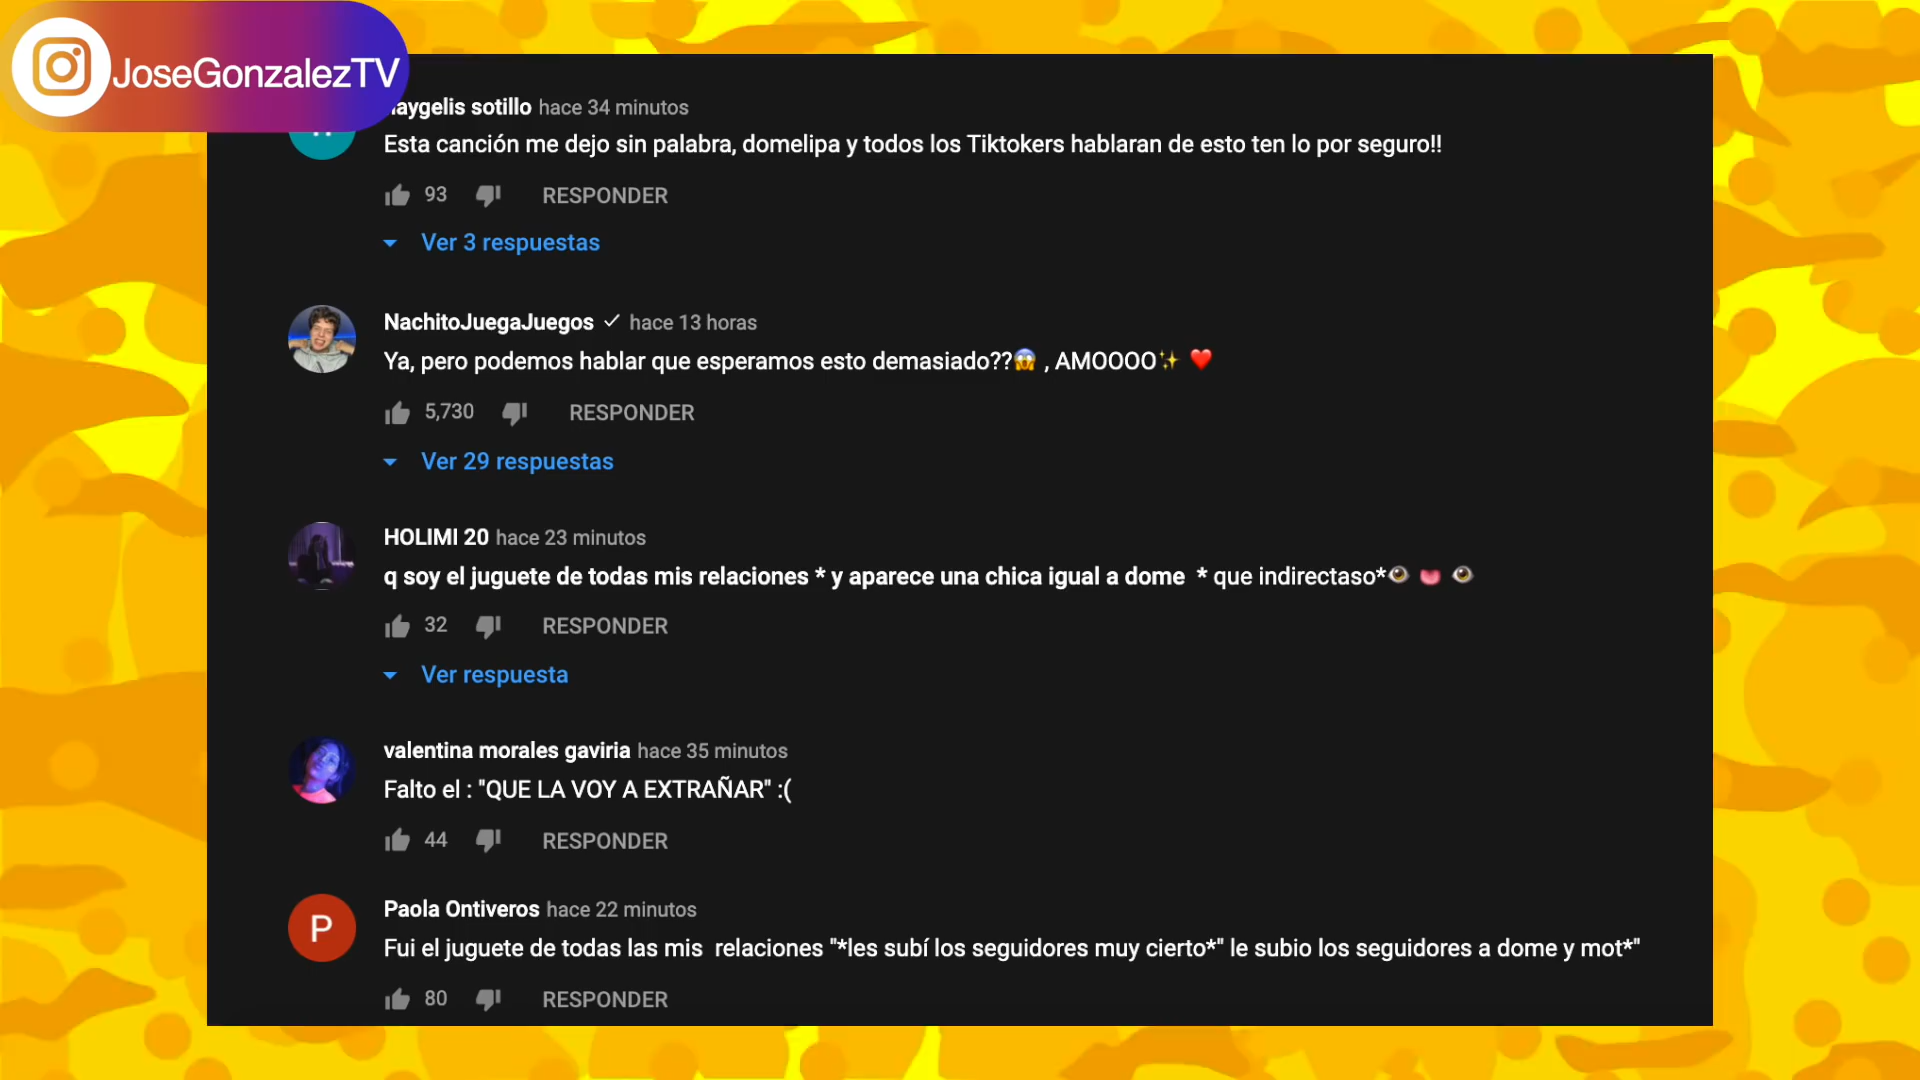 JoseGonzalezTV
aygelis sotillo hace 34 minutos
Esta canción me dejo sin palabra, domelipa y todos los Tiktokers hablaran de esto ten lo por seguro!!
93 RESPONDER
Ver 3 respuestas
NachitoJuegaJuegos ✓ hace 13 horas
Ya, pero podemos hablar que esperamos esto demasiado??😱 , AMOOOO✨ ❤️
5,730 RESPONDER
Ver 29 respuestas
HOLIMI 20 hace 23 minutos
q soy el juguete de todas mis relaciones * y aparece una chica igual a dome * que indirectaso*👁 👅 👁
32 RESPONDER
Ver respuesta
valentina morales gaviria hace 35 minutos
Falto el : "QUE LA VOY A EXTRAÑAR" :(
44 RESPONDER
P
Paola Ontiveros hace 22 minutos
Fui el juguete de todas las mis relaciones "*les subí los seguidores muy cierto*" le subio los seguidores a dome y mot*"
80 RESPONDER